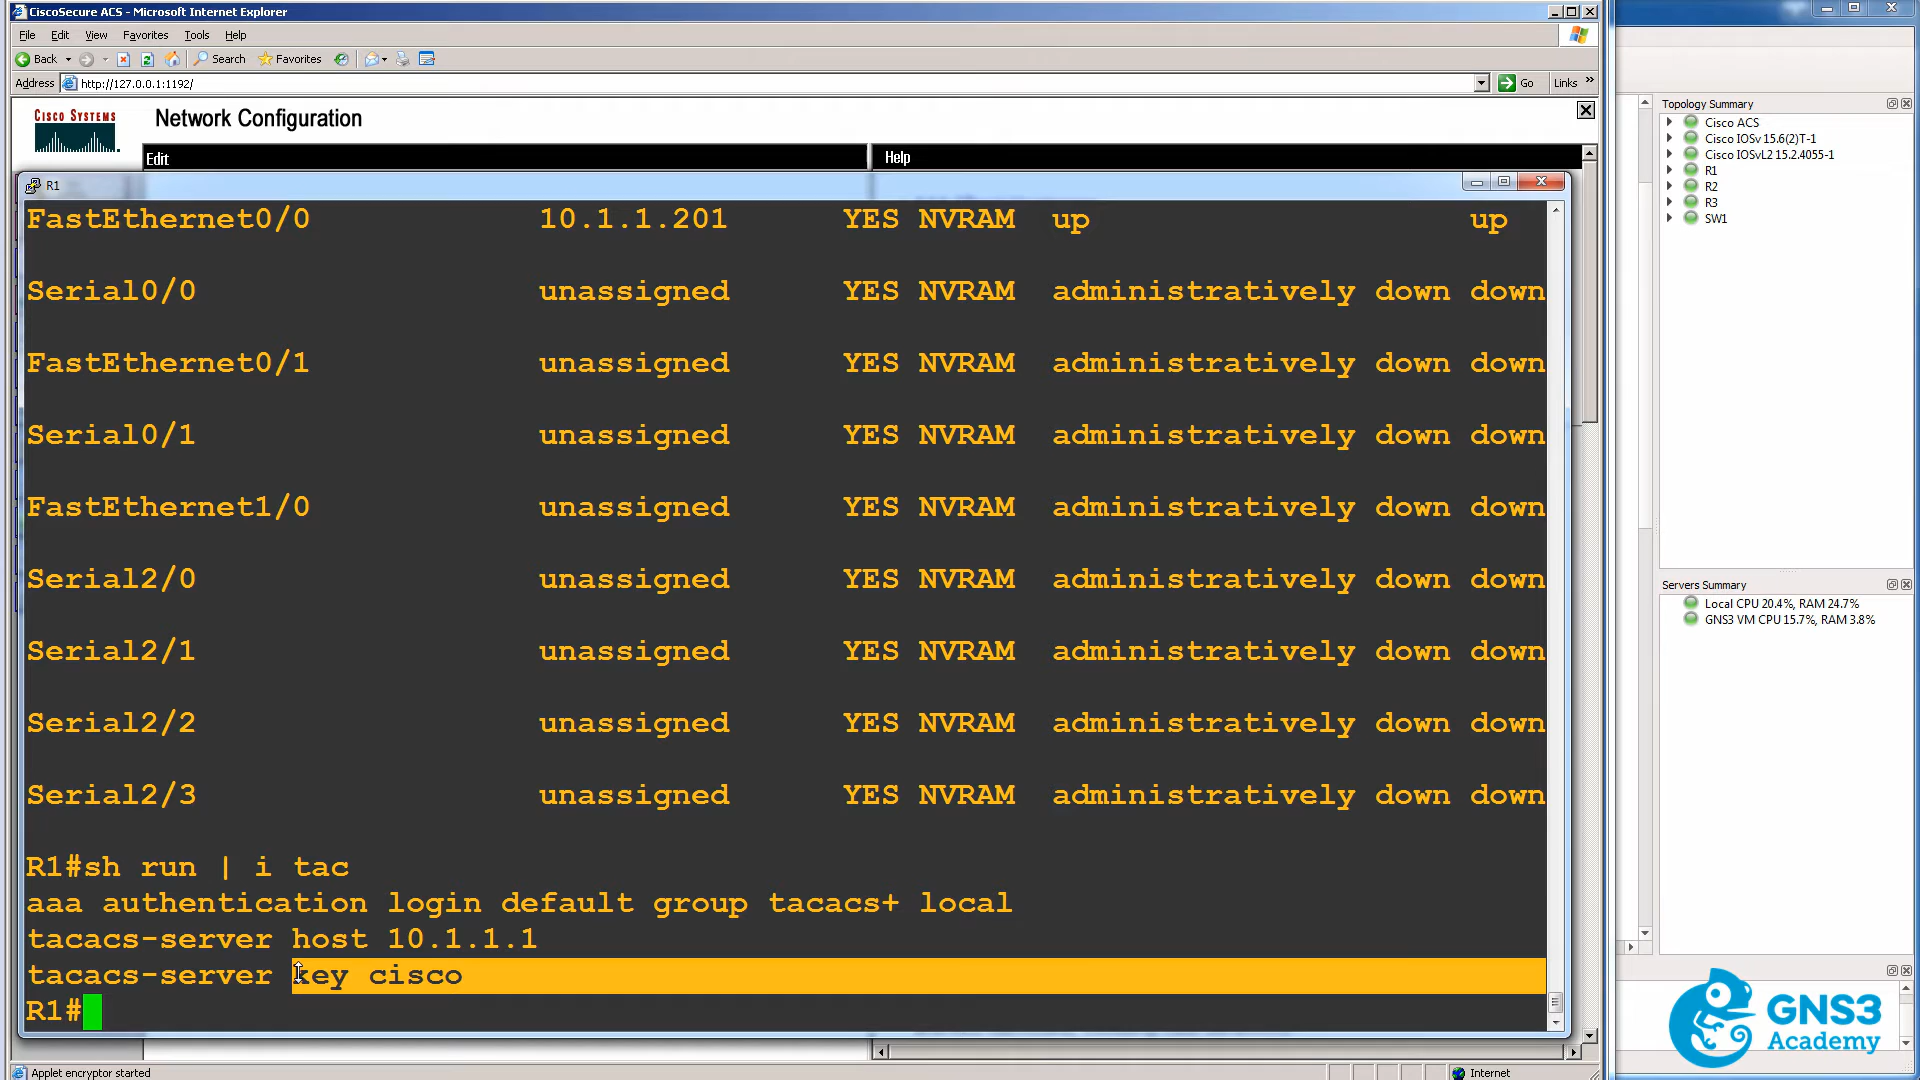 CiscoSecure ACS - Microsoft Internet Explorer
File Edit View Favorites Tools Help
Back Search Favorites
Address http://127.0.0.1:1192/ Go Links »
CISCO SYSTEMS
Network Configuration
Edit Help
R1
FastEthernet0/0 10.1.1.201 YES NVRAM up up
Serial0/0 unassigned YES NVRAM administratively down down
FastEthernet0/1 unassigned YES NVRAM administratively down down
Serial0/1 unassigned YES NVRAM administratively down down
FastEthernet1/0 unassigned YES NVRAM administratively down down
Serial2/0 unassigned YES NVRAM administratively down down
Serial2/1 unassigned YES NVRAM administratively down down
Serial2/2 unassigned YES NVRAM administratively down down
Serial2/3 unassigned YES NVRAM administratively down down
R1#sh run | i tac
aaa authentication login default group tacacs+ local
tacacs-server host 10.1.1.1
tacacs-server key cisco
R1#
Applet encryptor started
Internet
Topology Summary
Cisco ACS
Cisco IOSv 15.6(2)T-1
Cisco IOSvL2 15.2.4055-1
R1
R2
R3
SW1
Servers Summary
Local CPU 20.4%, RAM 24.7%
GNS3 VM CPU 15.7%, RAM 3.8%
GNS3
Academy